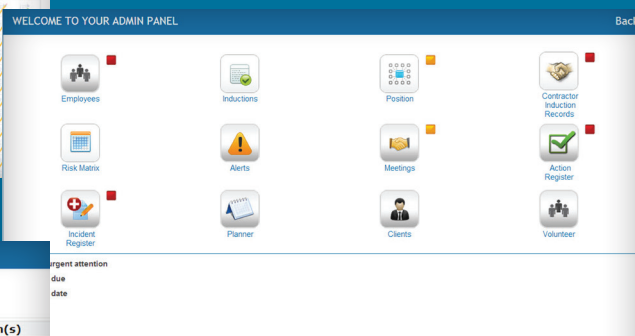 WELCOME TO YOUR ADMIN PANEL
Back
Employees
Inductions
Position
Contractor
Induction
Records
Risk Matrix
Alerts
Meetings
Action
Register
Incident
Register
Planner
Clients
Volunteer
urgent attention
due
date
n(s)